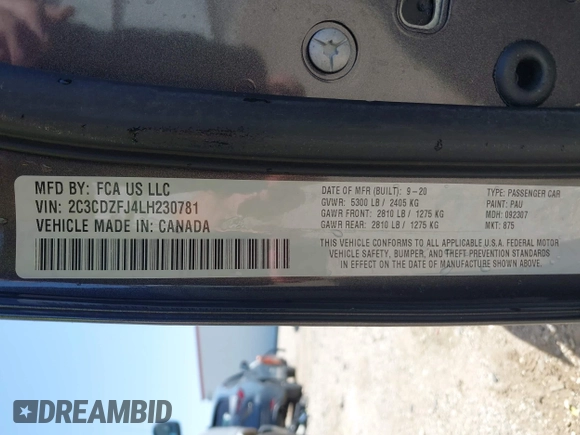 MFD BY: FCA US LLC
VIN: 2C3CDZFJ4LH230781
VEHICLE MADE IN: CANADA
DATE OF MFR (BUILT): 9-20
GVWR: 5300 LB / 2405 KG
GAWR FRONT: 2810 LB / 1275 KG
GAWR REAR: 2810 LB / 1275 KG
TYPE: PASSENGER CAR
PAINT: PAU
MDH: 092307
MKT: 875
THIS VEHICLE CONFORMS TO ALL APPLICABLE U.S.A. FEDERAL MOTOR
VEHICLE SAFETY, BUMPER, AND THEFT PREVENTION STANDARDS IN
EFFECT ON THE DATE OF MANUFACTURE SHOWN ABOVE.
DREAMBID